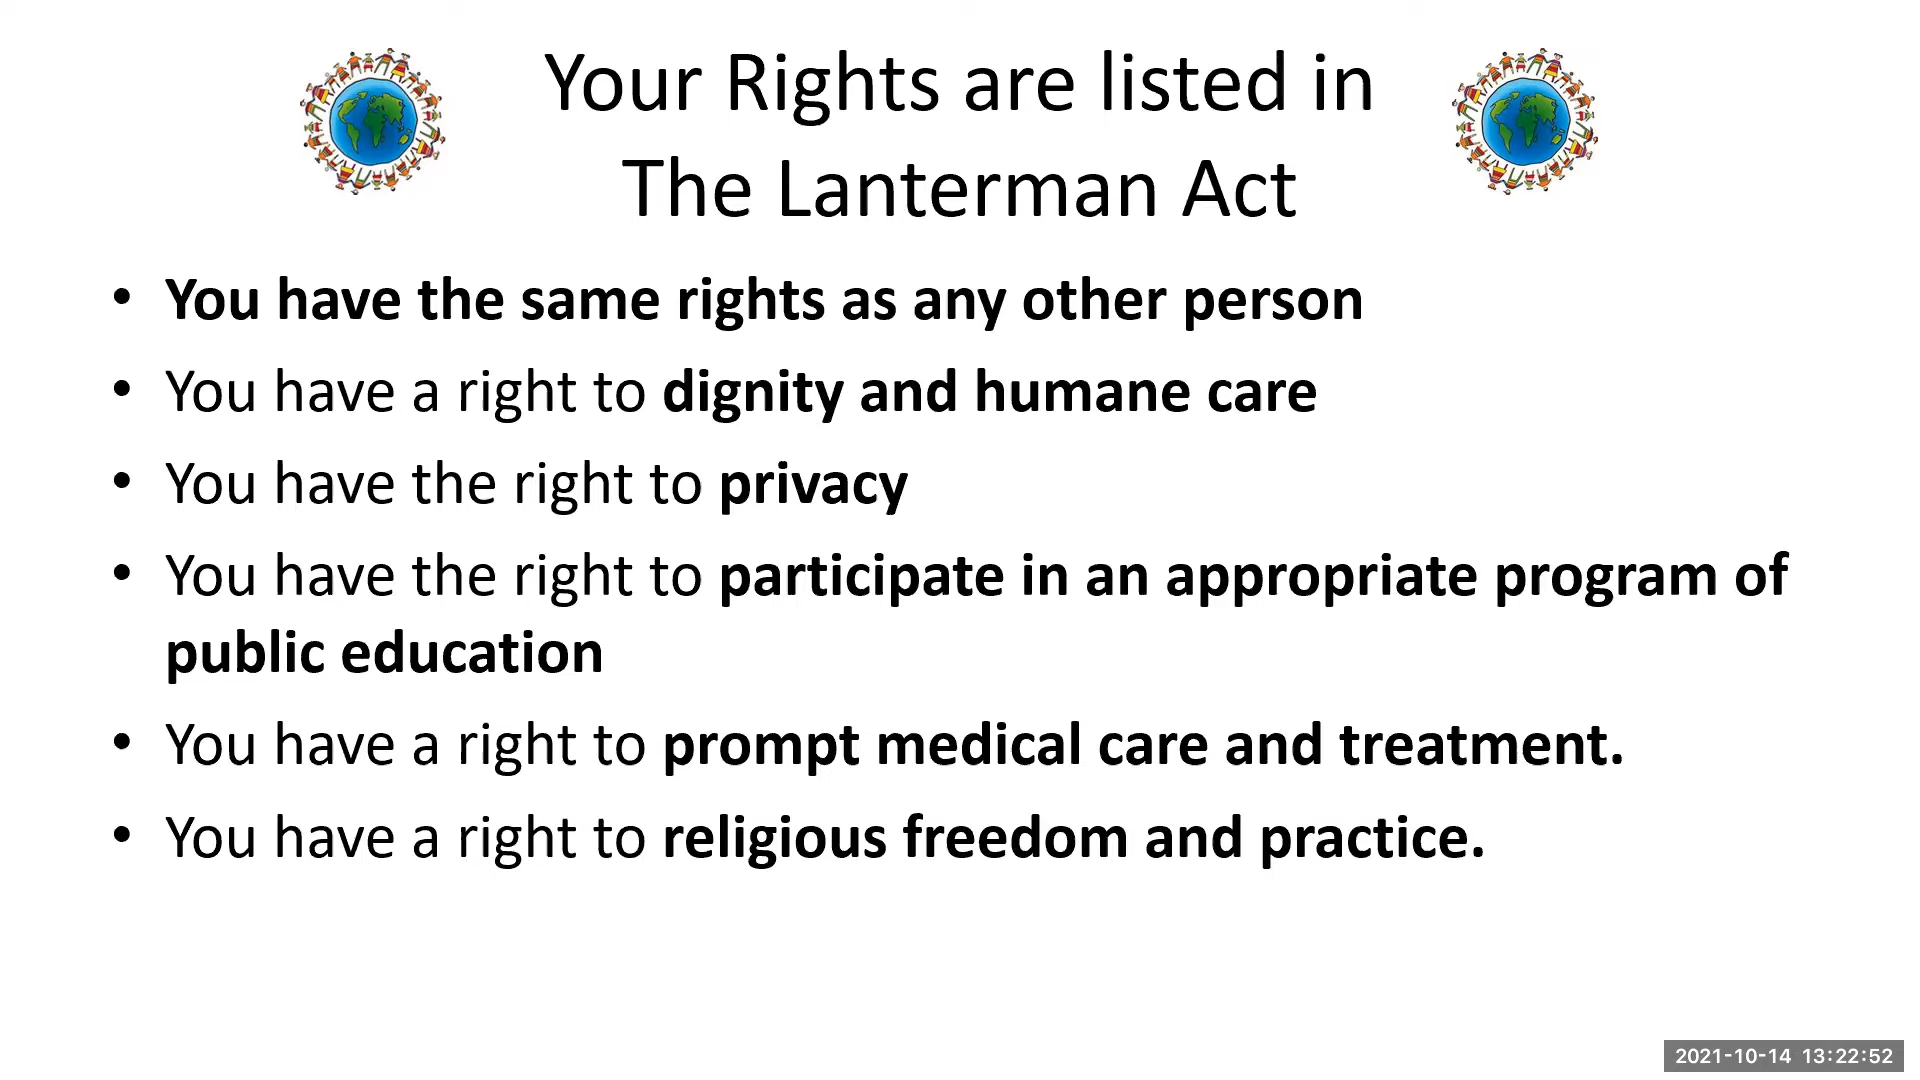 Your Rights are listed in
The Lanterman Act
• You have the same rights as any other person
• You have a right to dignity and humane care
• You have the right to privacy
• You have the right to participate in an appropriate program of
public education
• You have a right to prompt medical care and treatment.
• You have a right to religious freedom and practice.
2021-10-14 13:22:52